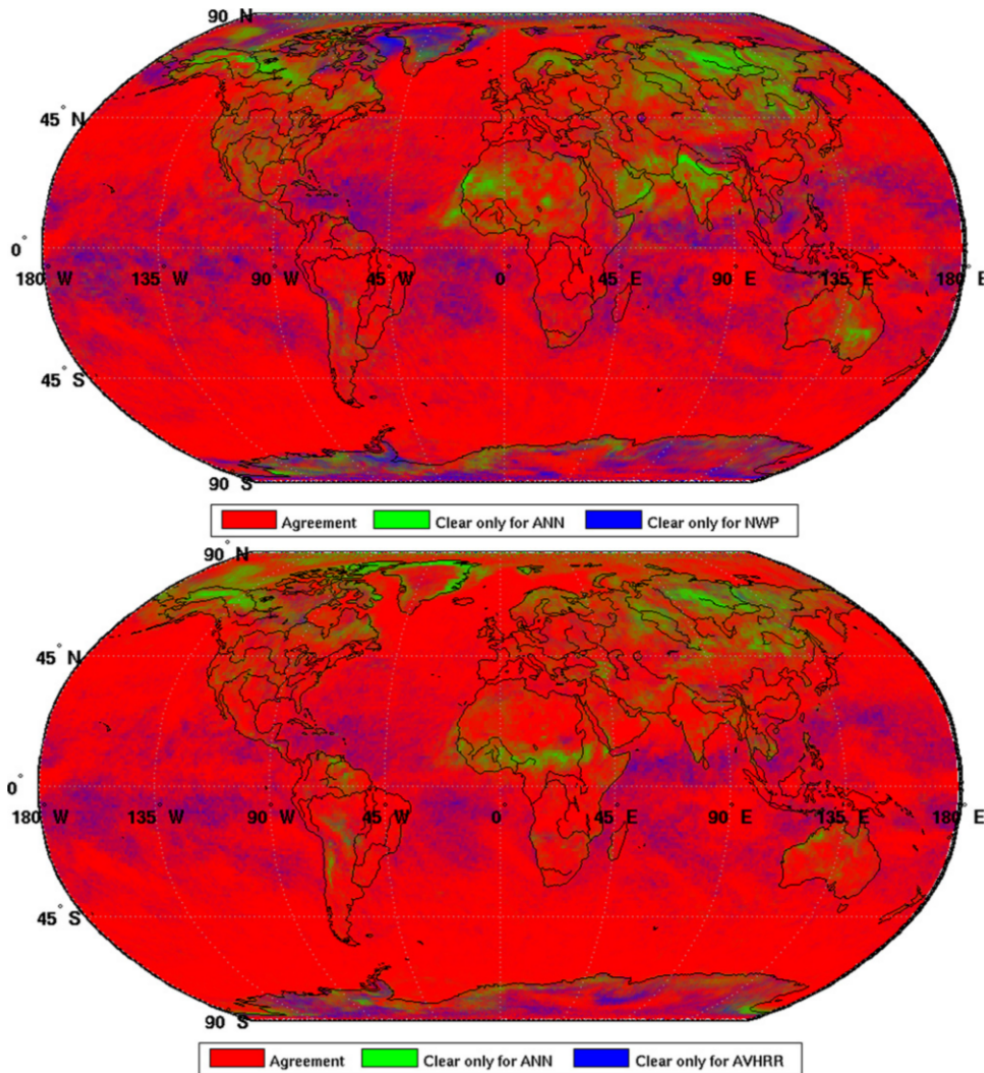 90° N
45° N
0°
180° W 135° W 90° W 45° W 0 45° E 90° E 135° E 180° E
45° S
90° S
Agreement Clear only for ANN Clear only for NWP
90° N
45° N
0°
180° W 135° W 90° W 45° W 0 45° E 90° E 135° E 180° E
45° S
90° S
Agreement Clear only for ANN Clear only for AVHRR